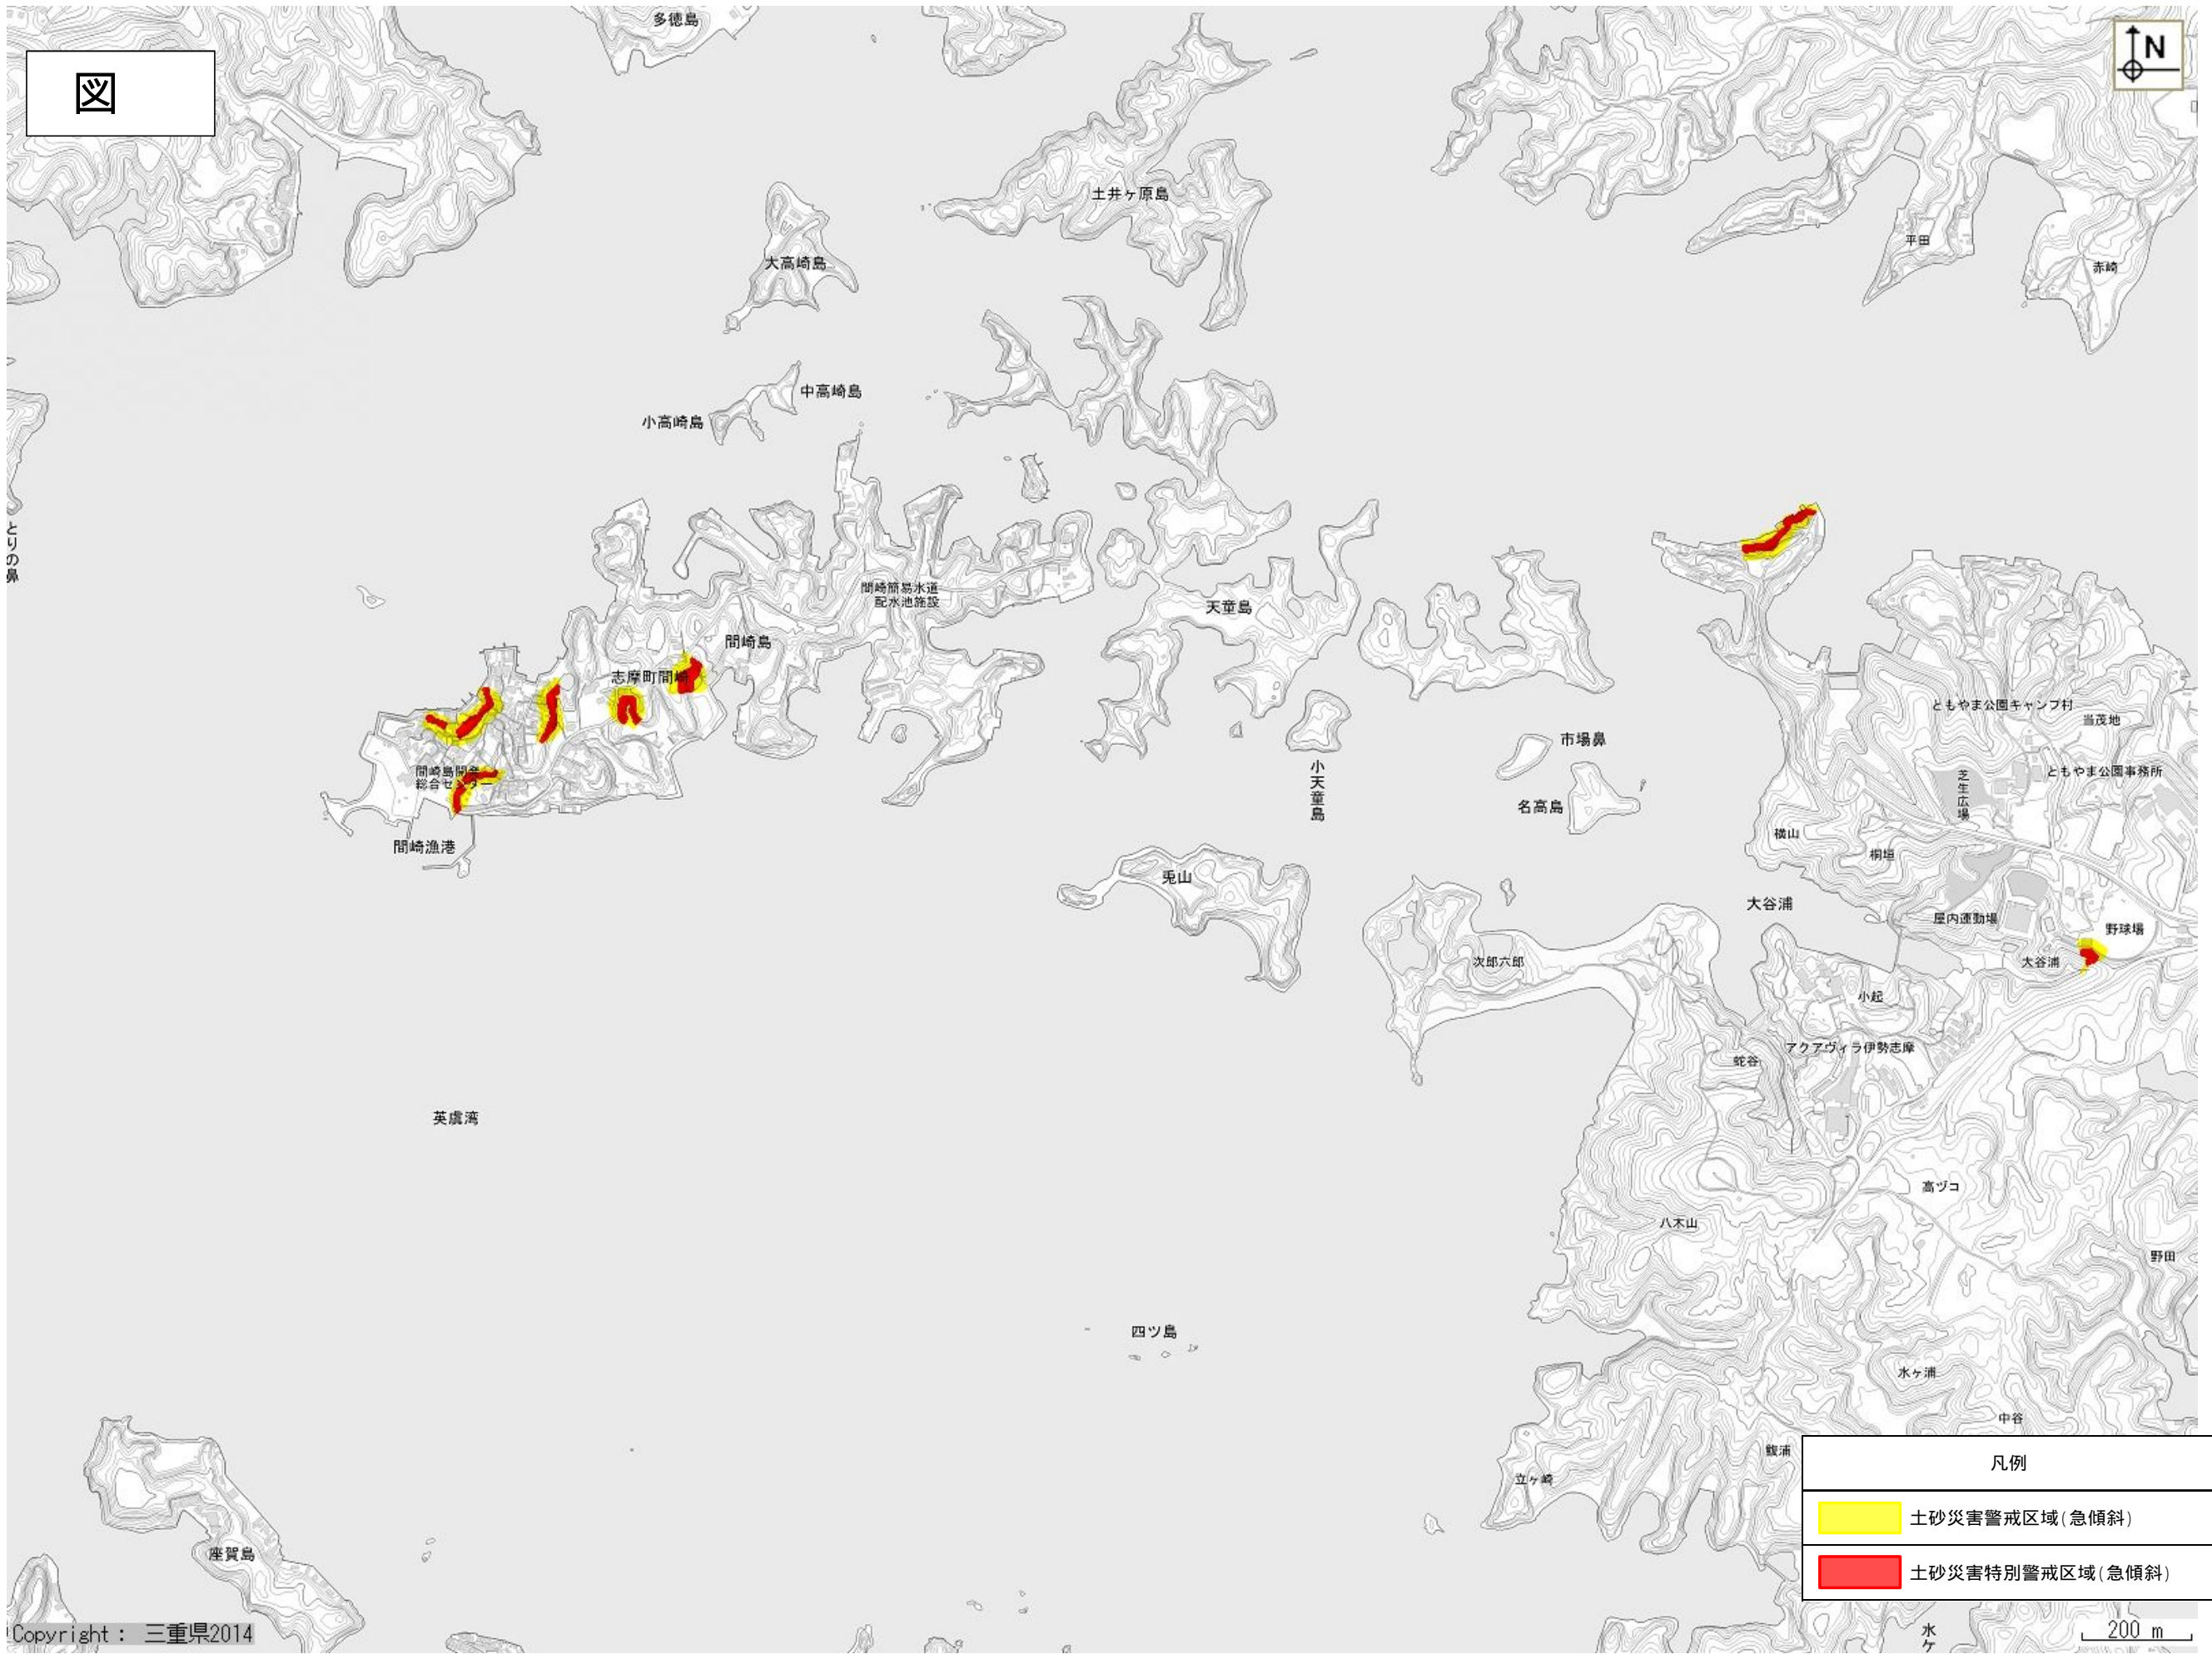 多徳島
図
N
土井ヶ原島
平田
大高崎島
赤崎
中高崎島
小高崎島
とりの鼻
間崎簡易水道
配水池施設
天童島
間崎島
志摩町間崎
ともやま公園キャンプ村
当茂地
市場鼻
間崎島開発
総合センター
小天童島
芝生広場
ともやま公園事務所
名高島
横山
間崎漁港
桐垣
兎山
大谷浦
屋内運動場
野球場
次郎六郎
大谷浦
小起
アクアヴィラ伊勢志摩
蛇谷
英虞湾
高ヅコ
八木山
野田
四ツ島
水ヶ浦
中谷
鮑浦
立ヶ崎
凡例
土砂災害警戒区域(急傾斜)
座賀島
土砂災害特別警戒区域(急傾斜)
Copyright : 三重県2014
水ケ
200 m